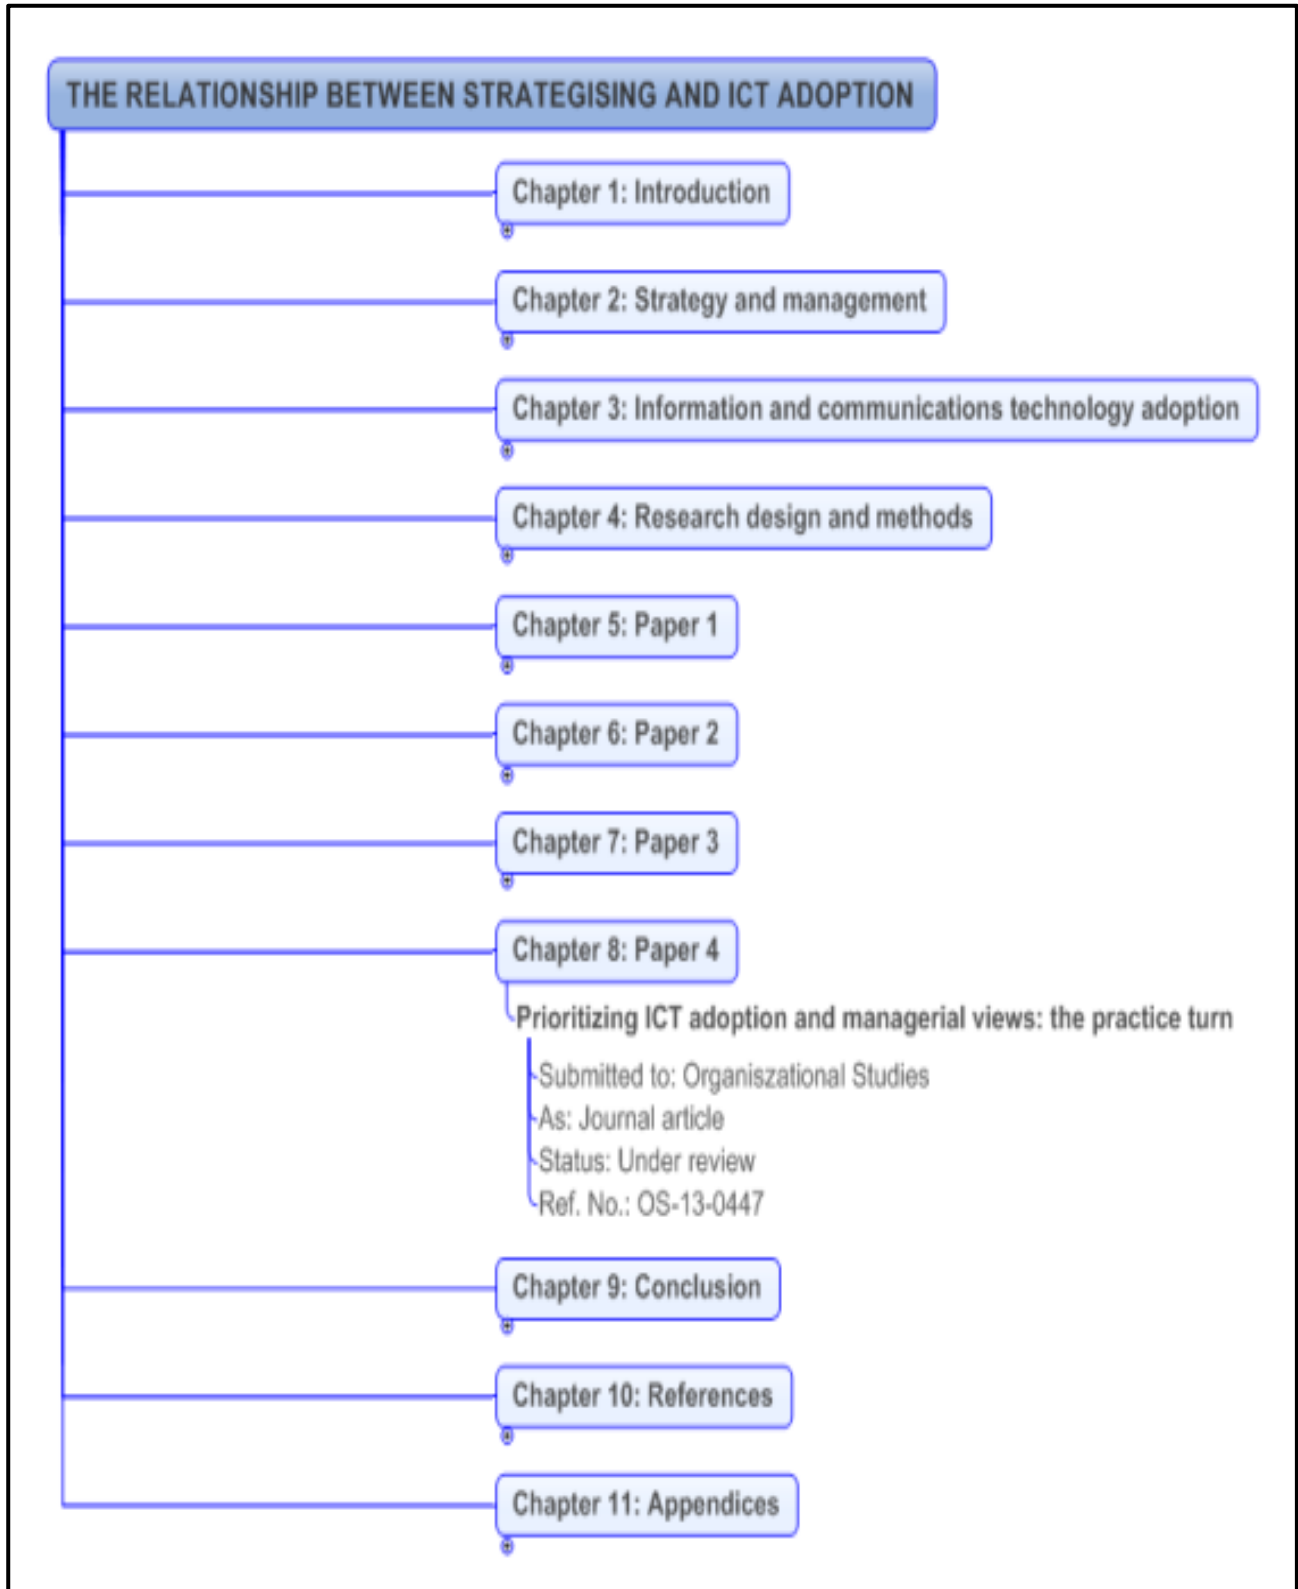 THE RELATIONSHIP BETWEEN STRATEGISING AND ICT ADOPTION
Chapter 1: Introduction
Chapter 2: Strategy and management
Chapter 3: Information and communications technology adoption
Chapter 4: Research design and methods
Chapter 5: Paper 1
Chapter 6: Paper 2
Chapter 7: Paper 3
Chapter 8: Paper 4
Prioritizing ICT adoption and managerial views: the practice turn
Submitted to: Organiszational Studies
As: Journal article
Status: Under review
Ref. No.: OS-13-0447
Chapter 9: Conclusion
Chapter 10: References
Chapter 11: Appendices